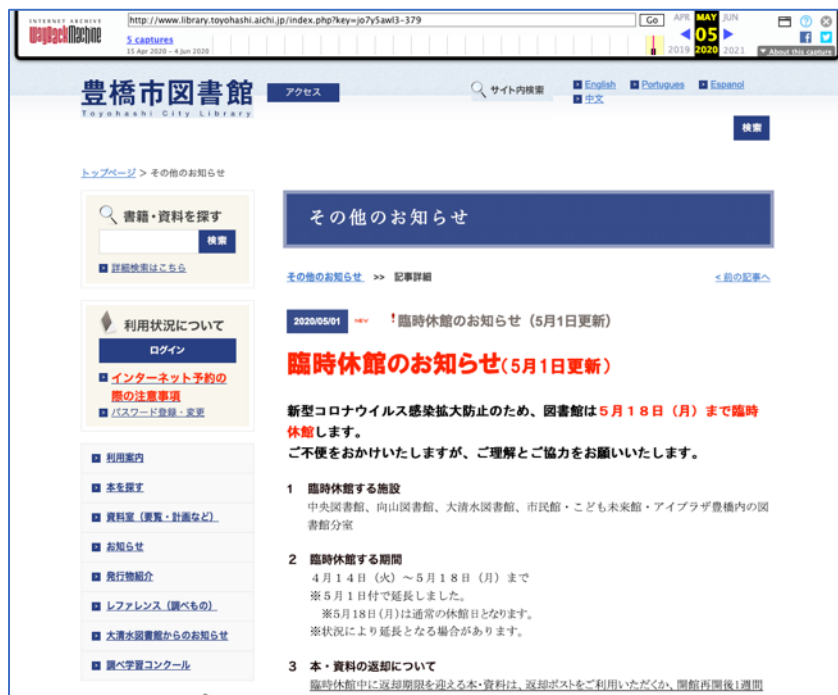 INTERNET ARCHIVE
WayBackMachine
http://www.library.toyohashi.aichi.jp/index.php?key=jo7y5awl3-379
Go
APR MAY JUN
05
2019 2020 2021
5 captures
15 Apr 2020 – 4 Jun 2020
About this capture
豊橋市図書館
Toyohashi City Library
アクセス
サイト内検索
English Portugues Espanol
中文
検索
トップページ > その他のお知らせ
書籍・資料を探す
検索
詳細検索はこちら
利用状況について
ログイン
インターネット予約の
際の注意事項
パスワード登録・変更
利用案内
本を探す
資料室（要覧・計画など）
お知らせ
発行物紹介
レファレンス（調べもの）
大清水図書館からのお知らせ
調べ学習コンクール
その他のお知らせ
その他のお知らせ >> 記事詳細
< 前の記事へ
2020/05/01 NEW !臨時休館のお知らせ（5月1日更新）
臨時休館のお知らせ（5月1日更新）
新型コロナウイルス感染拡大防止のため、図書館は５月１８日（月）まで臨時
休館します。
ご不便をおかけいたしますが、ご理解とご協力をお願いいたします。
1 臨時休館する施設
中央図書館、向山図書館、大清水図書館、市民館・こども未来館・アイプラザ豊橋内の図
書館分室
2 臨時休館する期間
４月１４日（火）～５月１８日（月）まで
※５月１日付で延長しました。
※5月18日(月)は通常の休館日となります。
※状況により延長となる場合があります。
3 本・資料の返却について
臨時休館中に返却期限を迎える本・資料は、返却ポストをご利用いただくか、開館再開後1週間